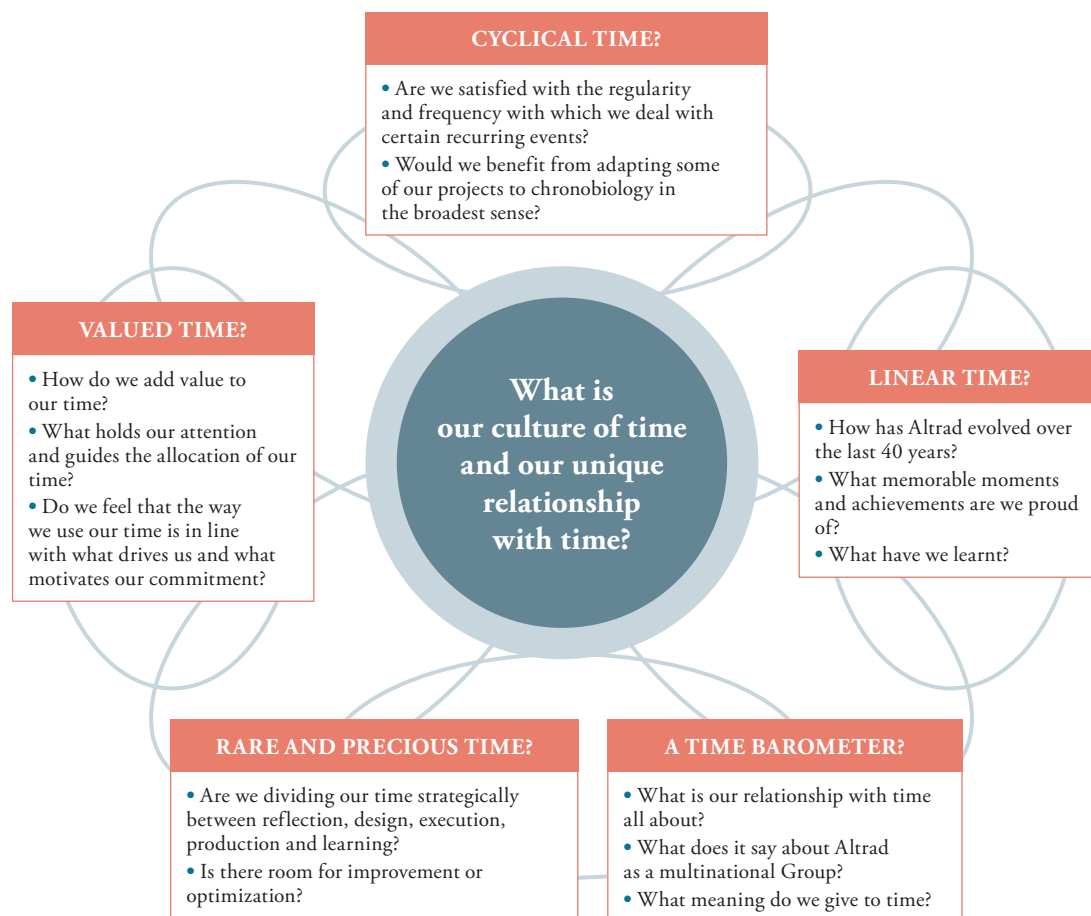 CYCLICAL TIME?
• Are we satisfied with the regularity
and frequency with which we deal with
certain recurring events?
• Would we benefit from adapting some
of our projects to chronobiology in
the broadest sense?
VALUED TIME?
• How do we add value to
our time?
• What holds our attention
and guides the allocation of our
time?
• Do we feel that the way
we use our time is in line
with what drives us and what
motivates our commitment?
What is
our culture of time
and our unique
relationship
with time?
LINEAR TIME?
• How has Altrad evolved over
the last 40 years?
• What memorable moments
and achievements are we proud
of?
• What have we learnt?
RARE AND PRECIOUS TIME?
• Are we dividing our time strategically
between reflection, design, execution,
production and learning?
• Is there room for improvement or
optimization?
A TIME BAROMETER?
• What is our relationship with time
all about?
• What does it say about Altrad
as a multinational Group?
• What meaning do we give to time?